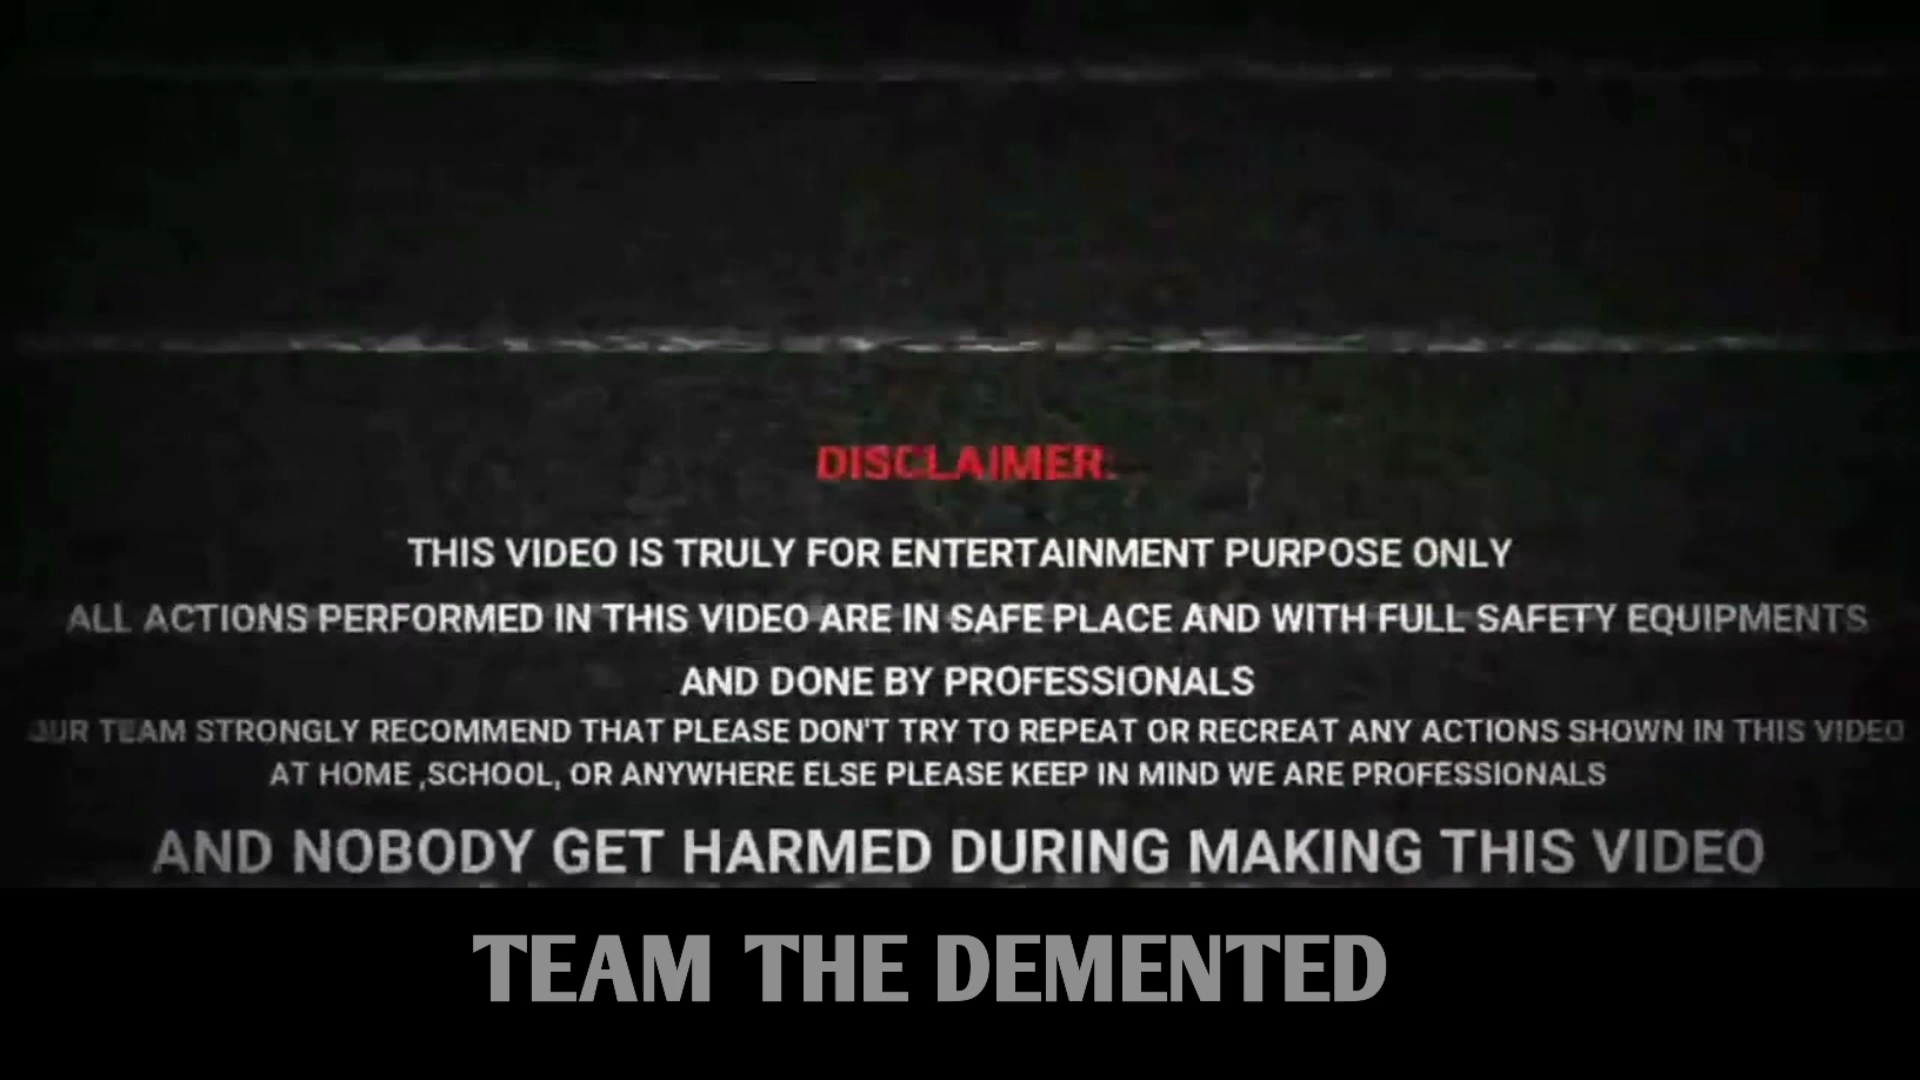 DISCLAIMER:
THIS VIDEO IS TRULY FOR ENTERTAINMENT PURPOSE ONLY
ALL ACTIONS PERFORMED IN THIS VIDEO ARE IN SAFE PLACE AND WITH FULL SAFETY EQUIPMENTS
AND DONE BY PROFESSIONALS
OUR TEAM STRONGLY RECOMMEND THAT PLEASE DON'T TRY TO REPEAT OR RECREAT ANY ACTIONS SHOWN IN THIS VIDEO
AT HOME ,SCHOOL, OR ANYWHERE ELSE PLEASE KEEP IN MIND WE ARE PROFESSIONALS
AND NOBODY GET HARMED DURING MAKING THIS VIDEO
TEAM THE DEMENTED